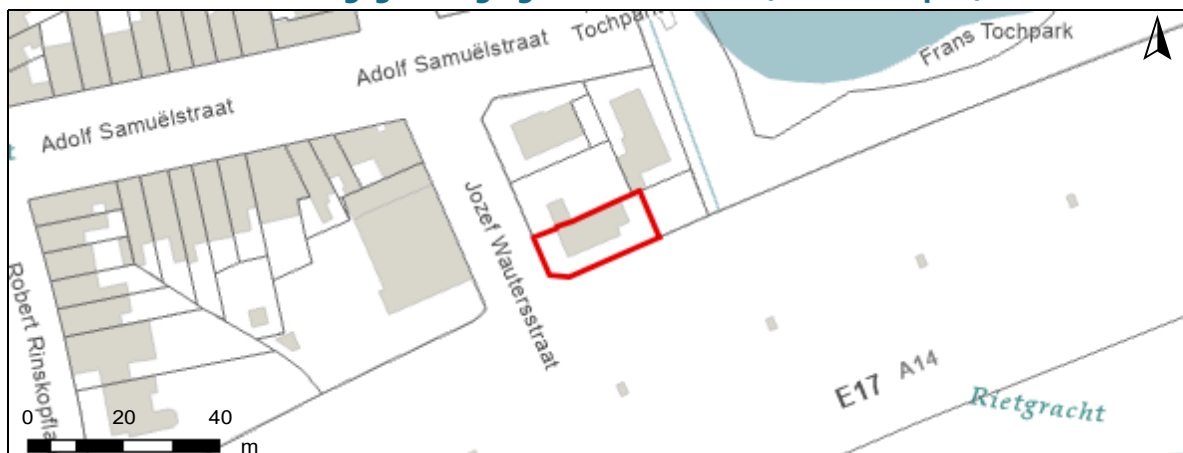 Tochpark
Frans Tochpark
Adolf Samuëlstraat
Adolf Samuëlstraat
Jozef Wautersstraat
Robert Rinskopfla
E17 A14
Rietgracht
0 20 40
m